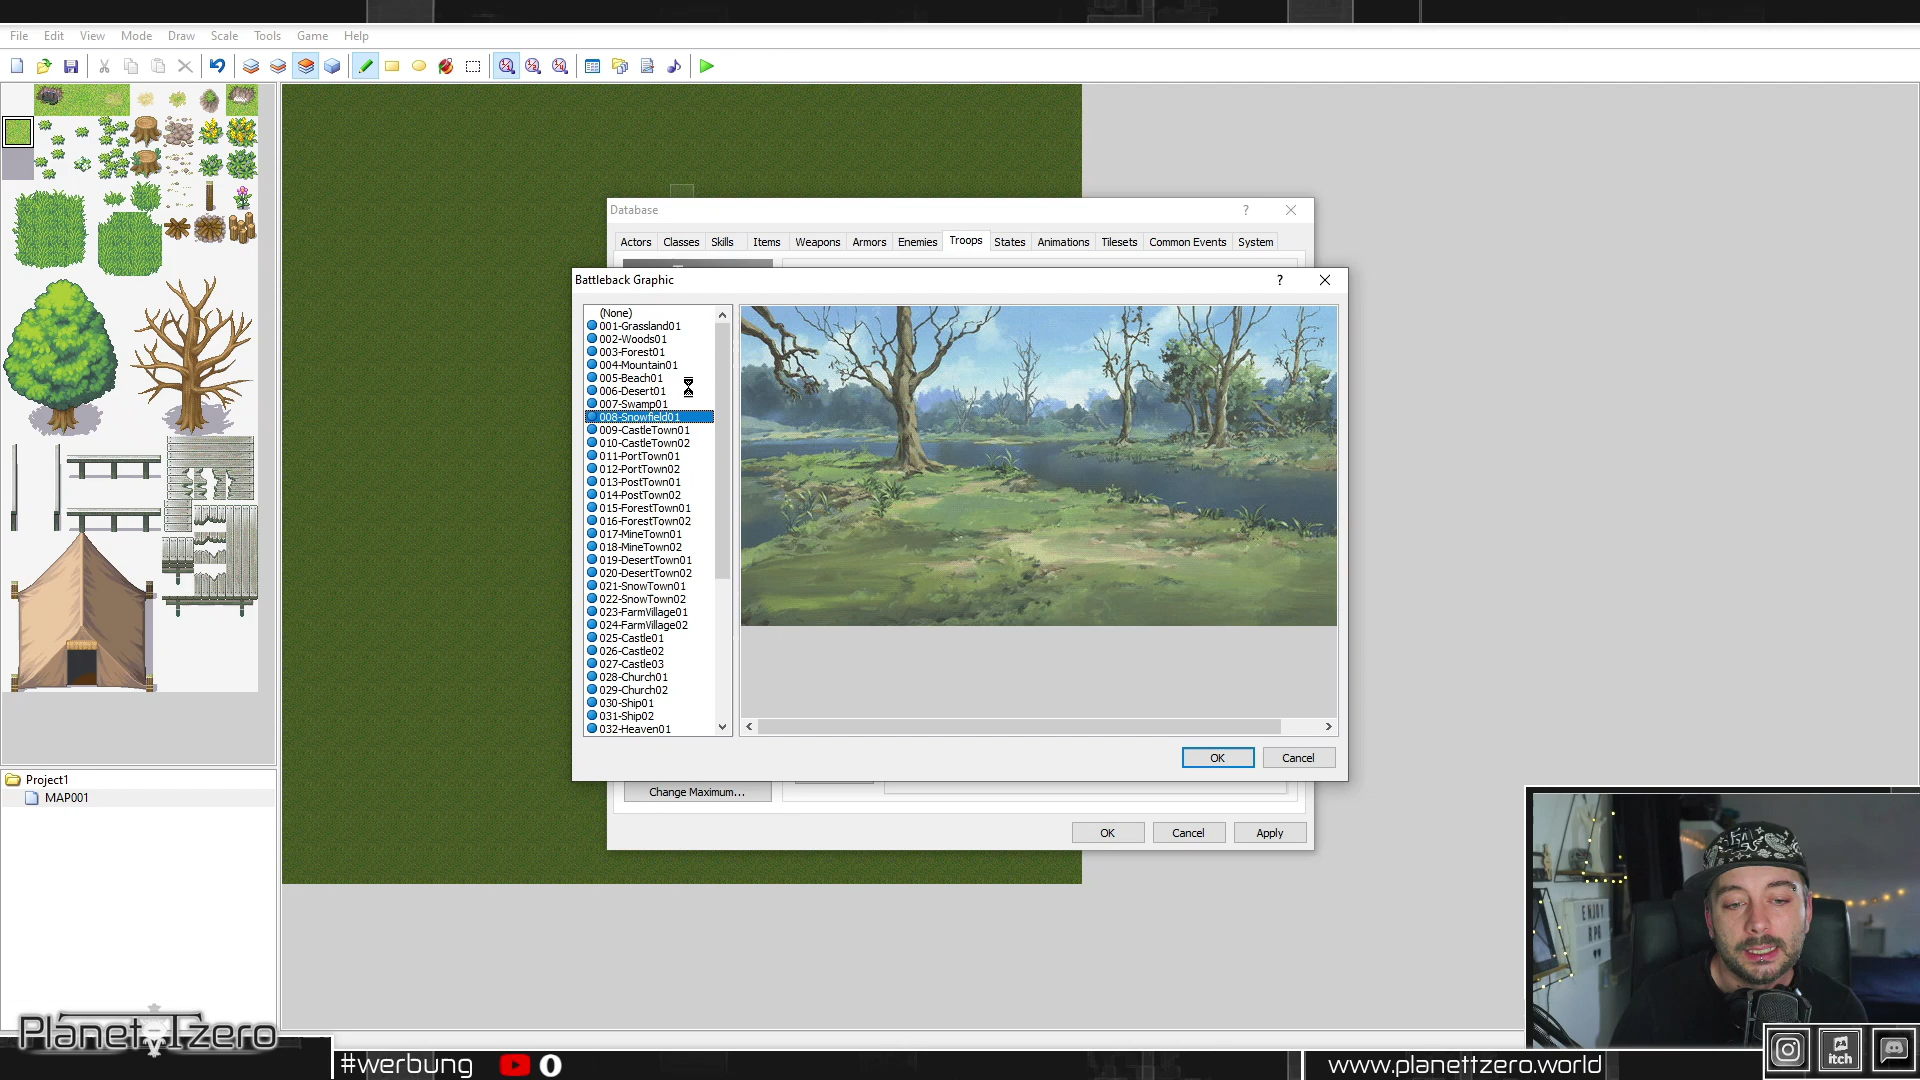 File Edit View Mode Draw Scale Tools Game Help
Database
Actors Classes Skills Items Weapons Armors Enemies Troops States Animations Tilesets Common Events System
Battleback Graphic
(None)
001-Grassland01
002-Woods01
003-Forest01
004-Mountain01
005-Beach01
006-Desert01
007-Swamp01
008-Snowfield01
009-CastleTown01
010-CastleTown02
011-PortTown01
012-PortTown02
013-PostTown01
014-PostTown02
015-ForestTown01
016-ForestTown02
017-MineTown01
018-MineTown02
019-DesertTown01
020-DesertTown02
021-SnowTown01
022-SnowTown02
023-FarmVillage01
024-FarmVillage02
025-Castle01
026-Castle02
027-Castle03
028-Church01
029-Church02
030-Ship01
031-Ship02
032-Heaven01
OK Cancel
Change Maximum...
OK Cancel Apply
Project1
MAP001
ENJOY
RPG
PlanetTzero
#werbung 0
www.planettzero.world
itch